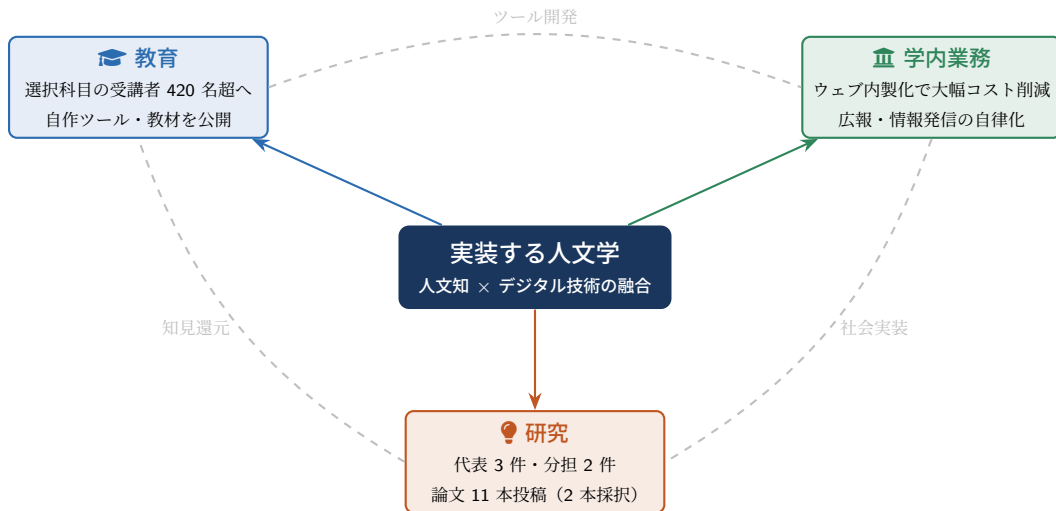 ツール開発
教育
選択科目の受講者 420 名超へ
自作ツール・教材を公開
学内業務
ウェブ内製化で大幅コスト削減
広報・情報発信の自律化
実装する人文学
人文知 × デジタル技術の融合
知見還元
社会実装
研究
代表 3 件・分担 2 件
論文 11 本投稿（2 本採択）